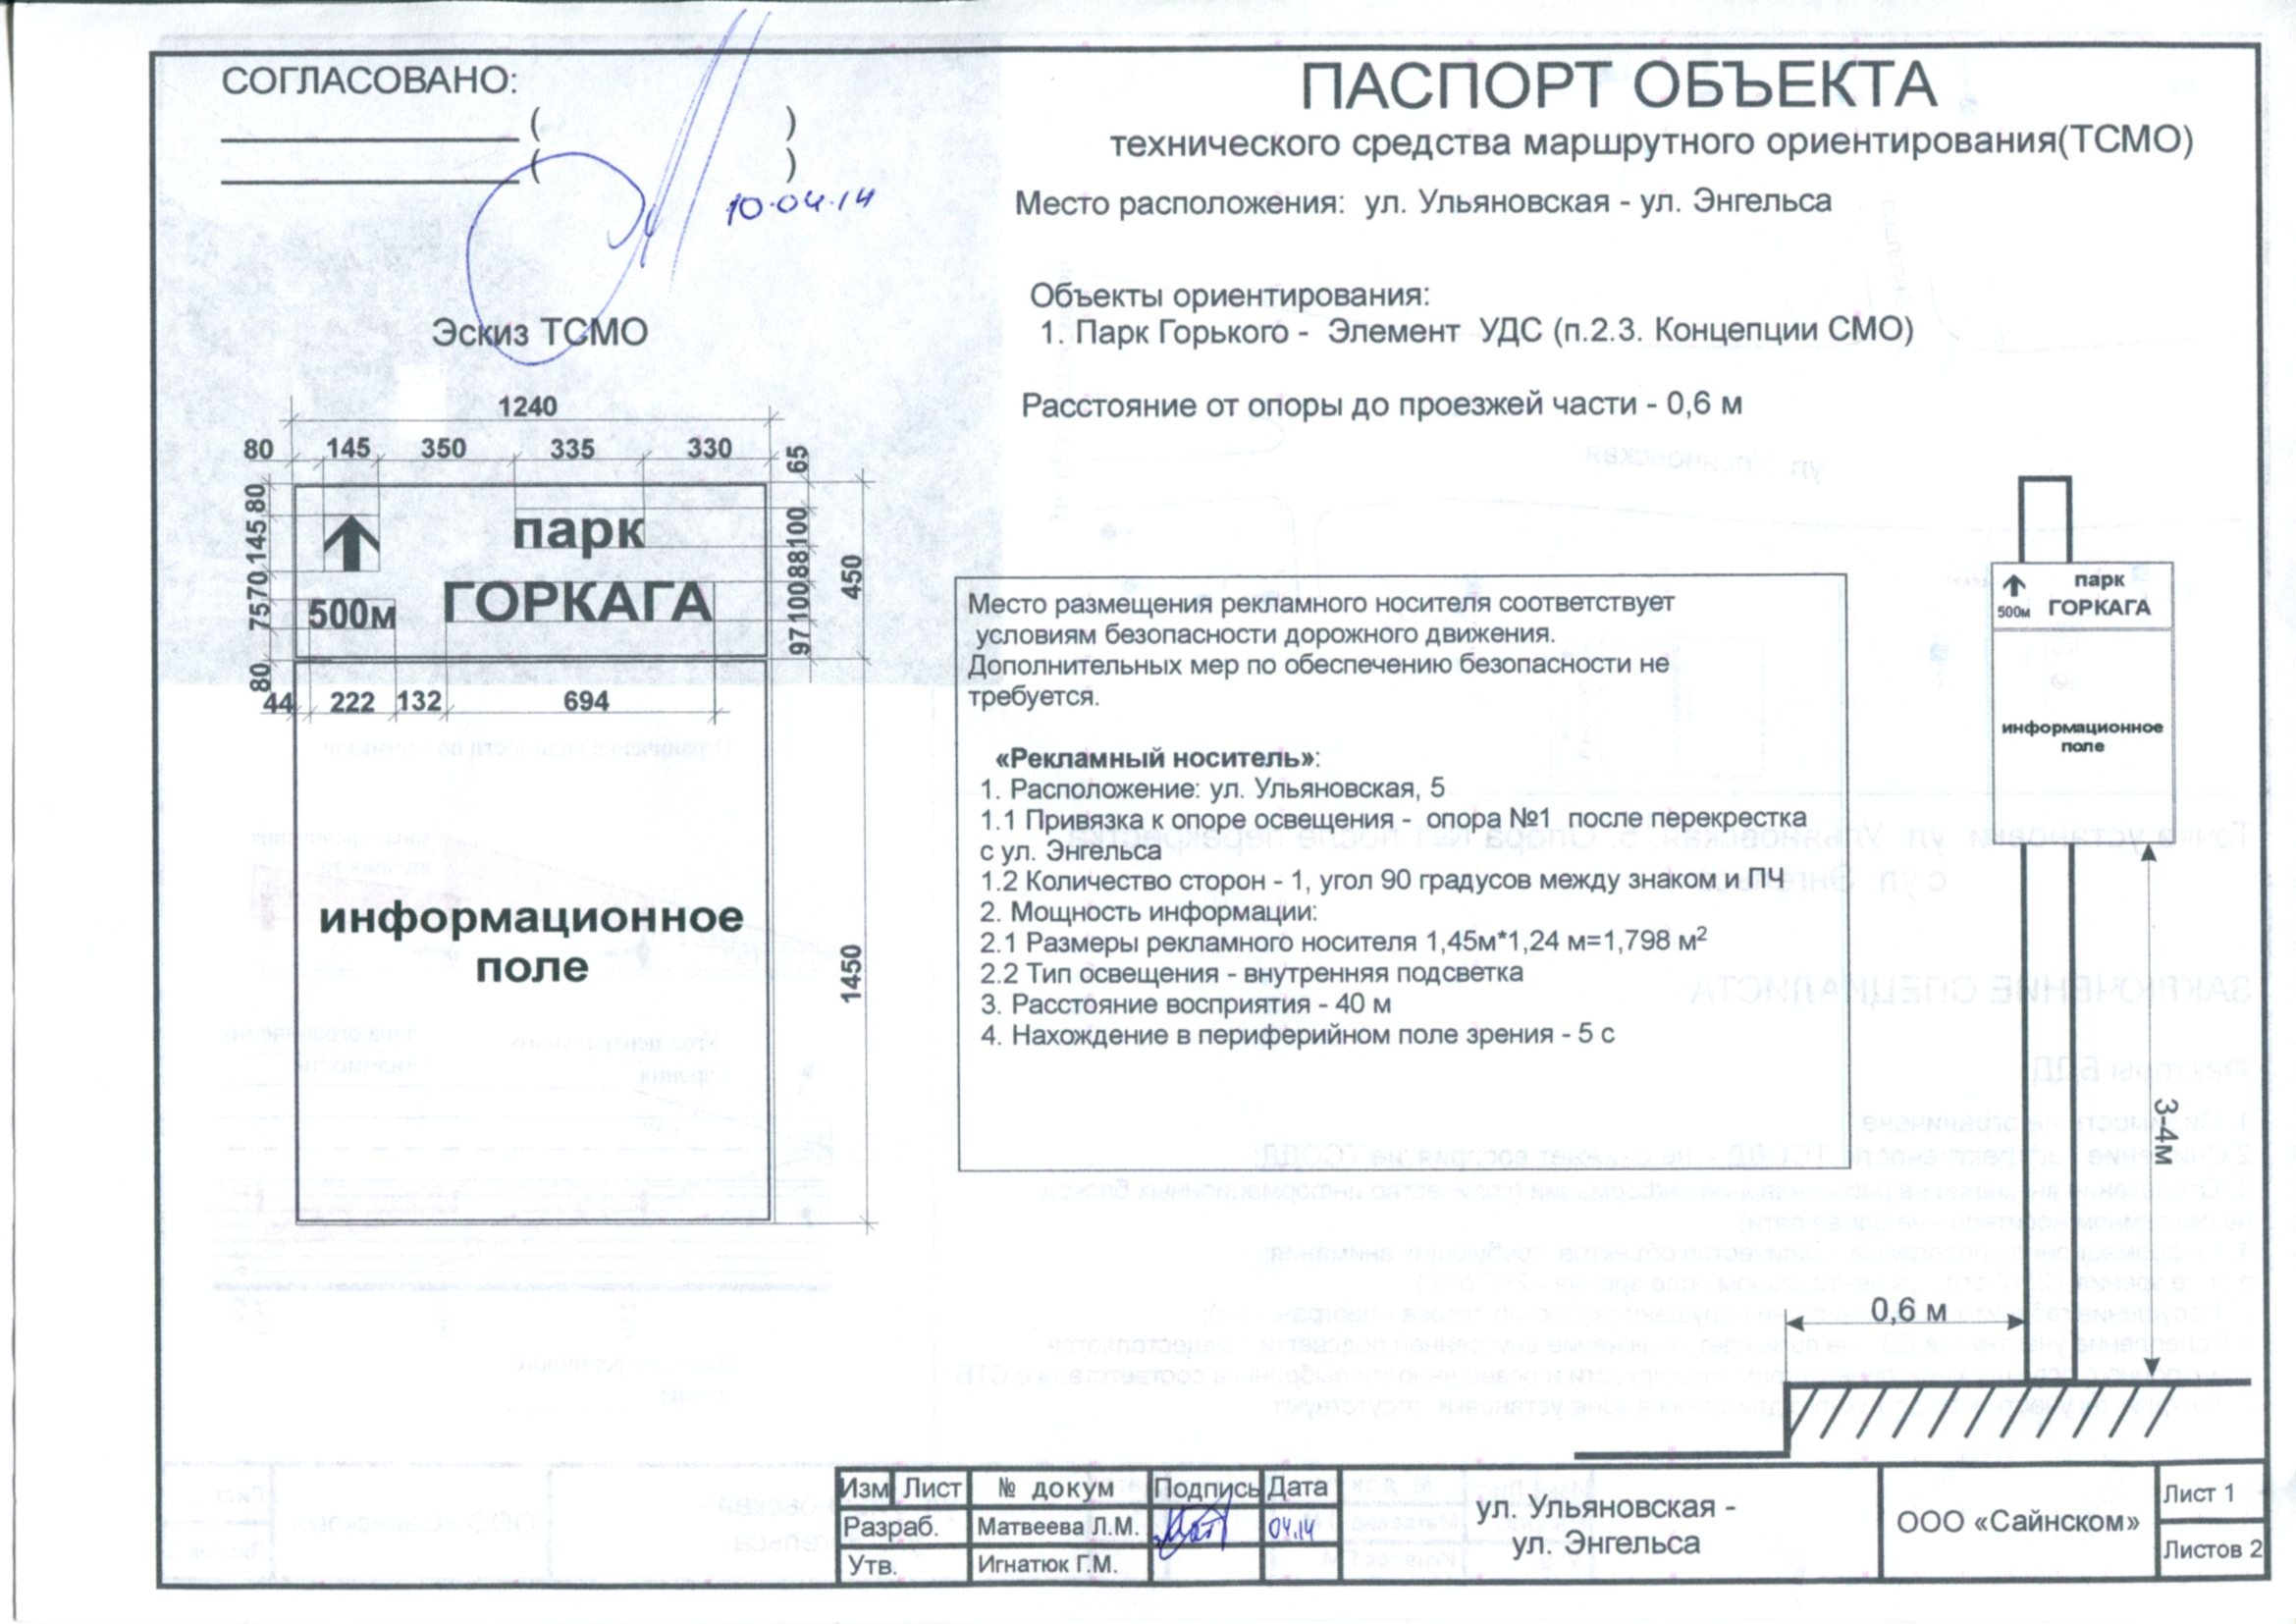 СОГЛАСОВАНО:
( )
( )
10.04.14
ПАСПОРТ ОБЪЕКТА
технического средства маршрутного ориентирования(ТСМО)
Место расположения: ул. Ульяновская - ул. Энгельса
Объекты ориентирования:
1. Парк Горького - Элемент УДС (п.2.3. Концепции СМО)
Расстояние от опоры до проезжей части - 0,6 м
Эскиз ТСМО
1240
80 145 350 335 330 65
80 145 70 75 80
парк
ГОРКАГА
500м
100 88 100 97
450
44 222 132 694
информационное
поле
1450
Место размещения рекламного носителя соответствует
условиям безопасности дорожного движения.
Дополнительных мер по обеспечению безопасности не
требуется.
«Рекламный носитель»:
1. Расположение: ул. Ульяновская, 5
1.1 Привязка к опоре освещения - опора №1 после перекрестка
с ул. Энгельса
1.2 Количество сторон - 1, угол 90 градусов между знаком и ПЧ
2. Мощность информации:
2.1 Размеры рекламного носителя 1,45м*1,24 м=1,798 м²
2.2 Тип освещения - внутренняя подсветка
3. Расстояние восприятия - 40 м
4. Нахождение в периферийном поле зрения - 5 с
парк
500м ГОРКАГА
информационное
поле
3-4м
0,6 м
Изм Лист № докум Подпись Дата
Разраб. Матвеева Л.М. 04.14
Утв. Игнатюк Г.М.
ул. Ульяновская -
ул. Энгельса
ООО «Сайнском»
Лист 1
Листов 2